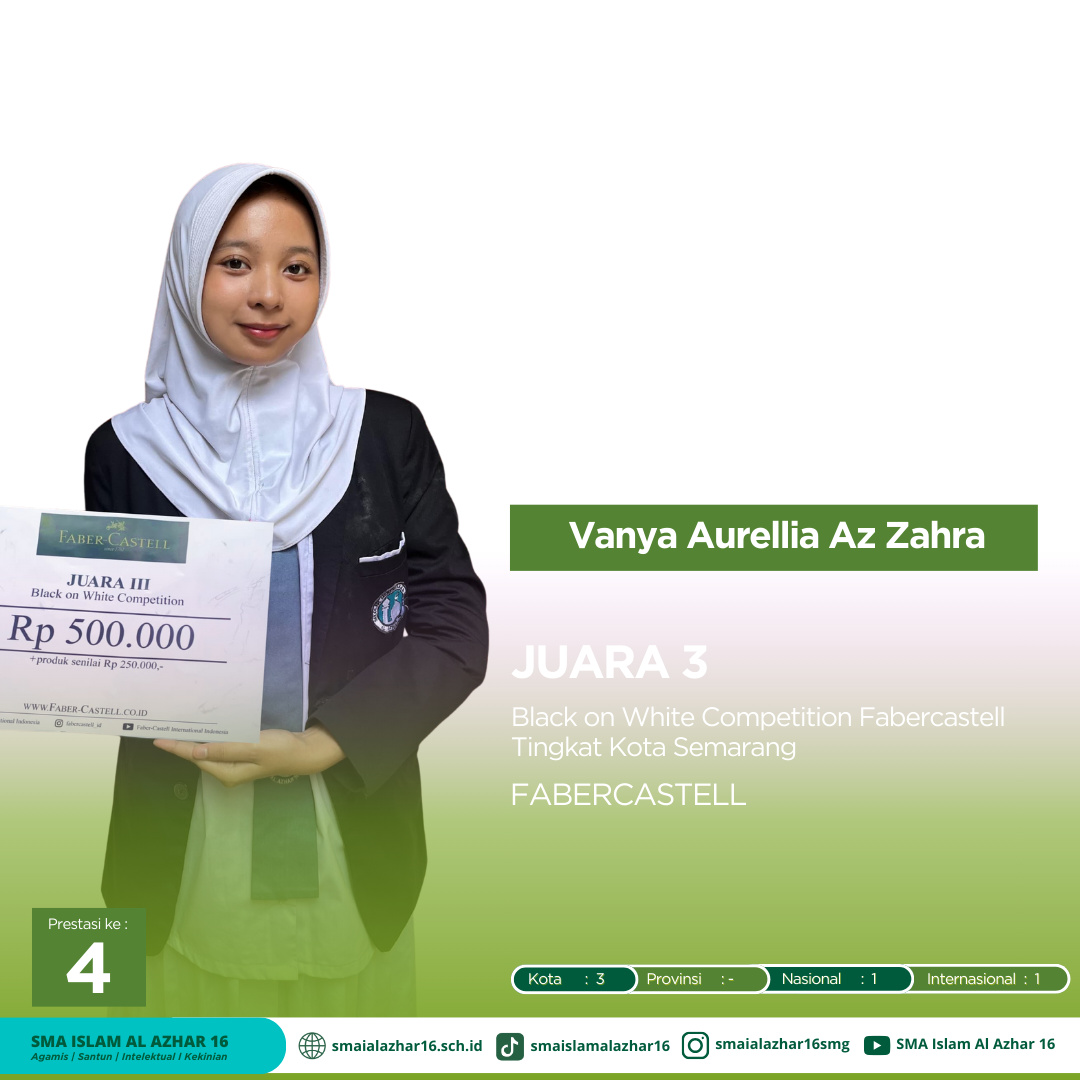 FABER-CASTELL
JUARA III
Black on White Competition
Rp 500.000
+produk senilai Rp 250.000,-
WWW.FABER-CASTELL.CO.ID
Indonesia
fabercastell_id
Faber-Castell International Indonesia
Vanya Aurellia Az Zahra
JUARA 3
Black on White Competition Fabercastell
Tingkat Kota Semarang
FABERCASTELL
Prestasi ke :
4
Kota : 3
Provinsi : -
Nasional : 1
Internasional : 1
SMA ISLAM AL AZHAR 16
Agamis | Santun | Intelektual I Kekinian
smaialazhar16.sch.id
smaislamalazhar16
smaialazhar16smg
SMA Islam Al Azhar 16